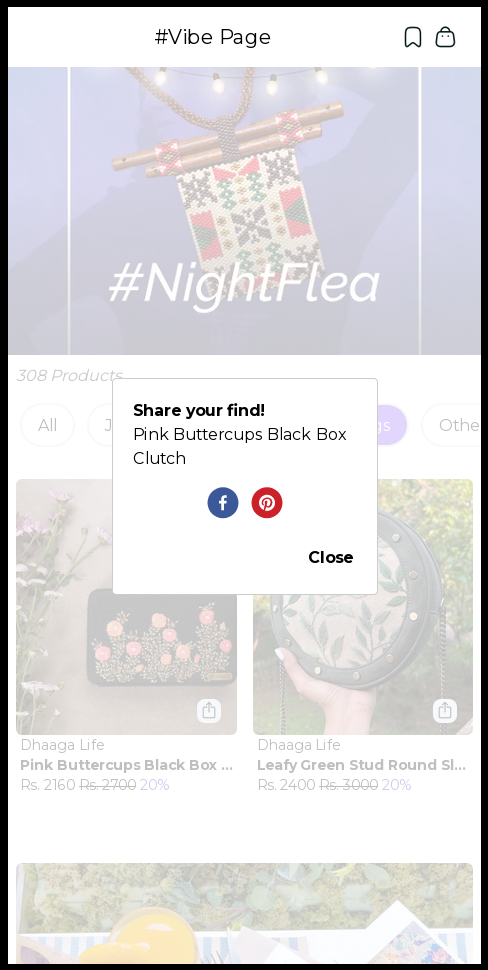 #Vibe Page
#NightFlea
308 Products
All
J
gs
Othe
Share your find!
Pink Buttercups Black Box
Clutch
Close
Dhaaga Life
Pink Buttercups Black Box ...
Rs. 2160 Rs. 2700 20%
Dhaaga Life
Leafy Green Stud Round Sl...
Rs. 2400 Rs. 3000 20%